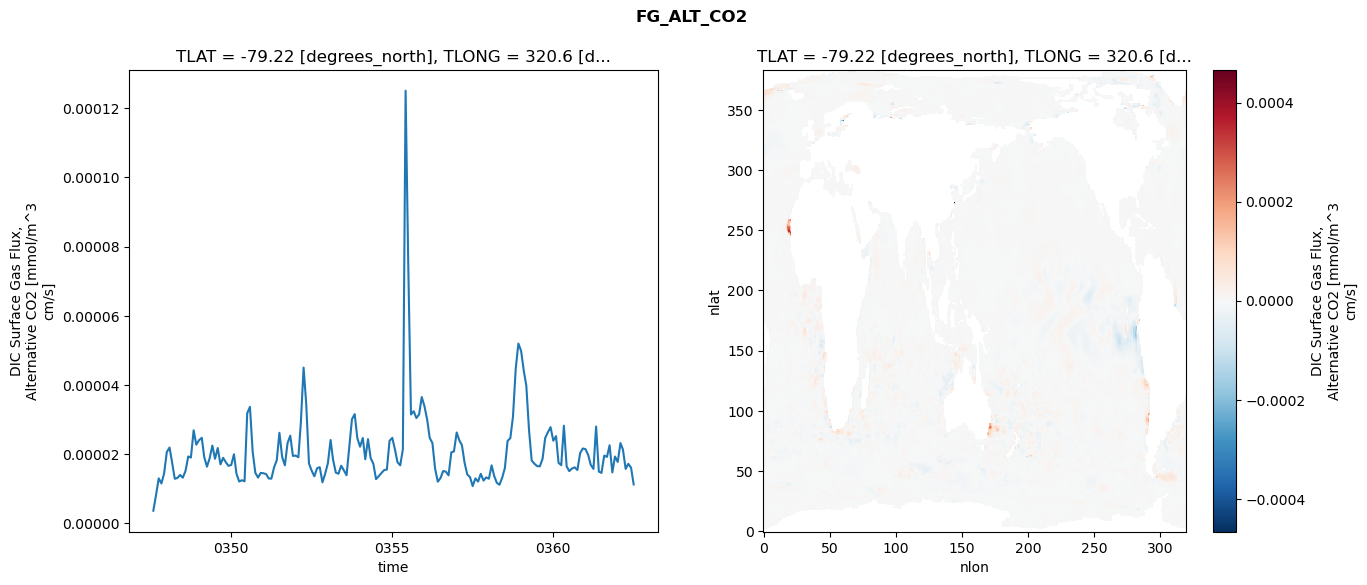 FG_ALT_CO2
TLAT = -79.22 [degrees_north], TLONG = 320.6 [d...
0.00012
0.00010
0.00008
0.00006
0.00004
0.00002
0.00000
DIC Surface Gas Flux,
Alternative CO2 [mmol/m^3
cm/s]
0350
0355
0360
time
TLAT = -79.22 [degrees_north], TLONG = 320.6 [d...
350
300
250
200
150
100
50
0
nlat
0
50
100
150
200
250
300
nlon
0.0004
0.0002
0.0000
−0.0002
−0.0004
DIC Surface Gas Flux,
Alternative CO2 [mmol/m^3
cm/s]